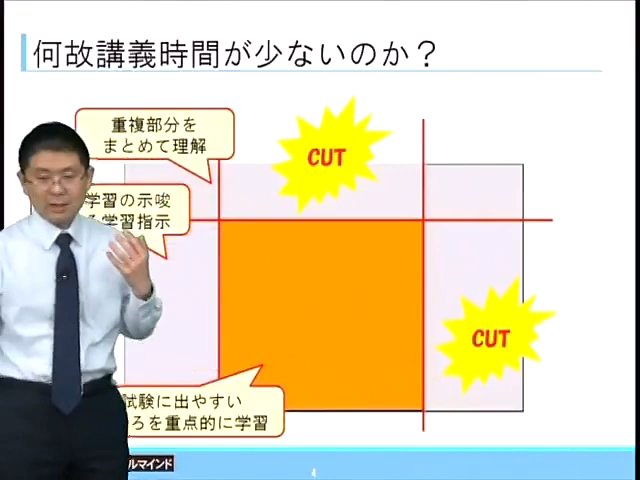 何故講義時間が少ないのか？
重複部分を
まとめて理解
CUT
学習の示唆
る学習指示
CUT
試験に出やすい
ろを重点的に学習
ルマインド
4